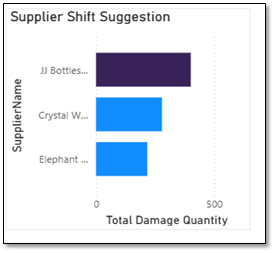 Supplier Shift Suggestion
SupplierName
JJ Bottles...
Crystal W...
Elephant ...
0
500
Total Damage Quantity